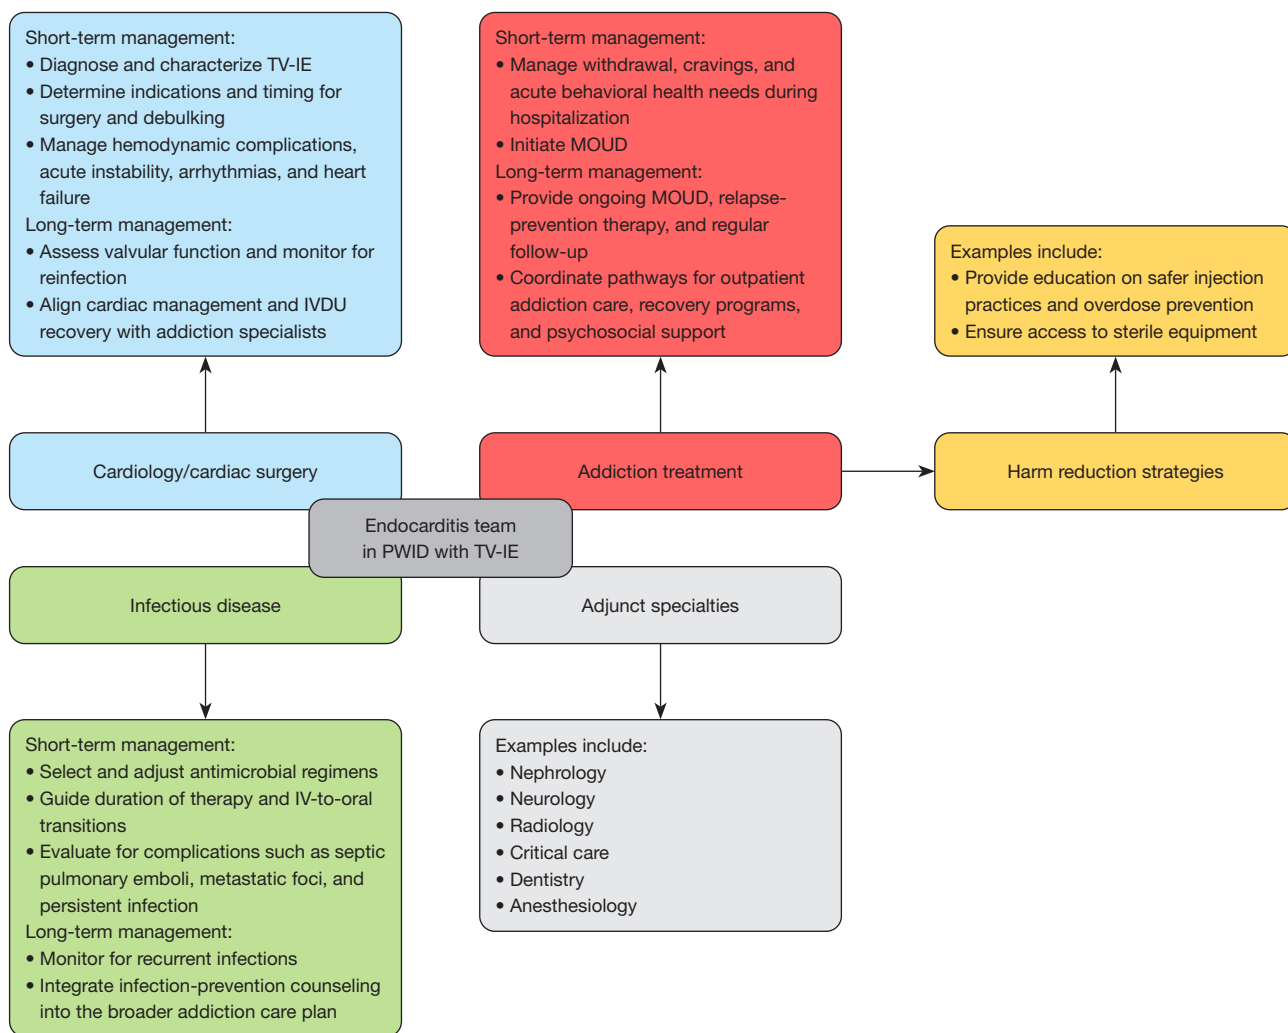 Short-term management:
• Diagnose and characterize TV-IE
• Determine indications and timing for
surgery and debulking
• Manage hemodynamic complications,
acute instability, arrhythmias, and heart
failure
Long-term management:
• Assess valvular function and monitor for
reinfection
• Align cardiac management and IVDU
recovery with addiction specialists
Short-term management:
• Manage withdrawal, cravings, and
acute behavioral health needs during
hospitalization
• Initiate MOUD
Long-term management:
• Provide ongoing MOUD, relapse-
prevention therapy, and regular
follow-up
• Coordinate pathways for outpatient
addiction care, recovery programs,
and psychosocial support
Examples include:
• Provide education on safer injection
practices and overdose prevention
• Ensure access to sterile equipment
Cardiology/cardiac surgery
Addiction treatment
Harm reduction strategies
Endocarditis team
in PWID with TV-IE
Infectious disease
Adjunct specialties
Short-term management:
• Select and adjust antimicrobial regimens
• Guide duration of therapy and IV-to-oral
transitions
• Evaluate for complications such as septic
pulmonary emboli, metastatic foci, and
persistent infection
Long-term management:
• Monitor for recurrent infections
• Integrate infection-prevention counseling
into the broader addiction care plan
Examples include:
• Nephrology
• Neurology
• Radiology
• Critical care
• Dentistry
• Anesthesiology